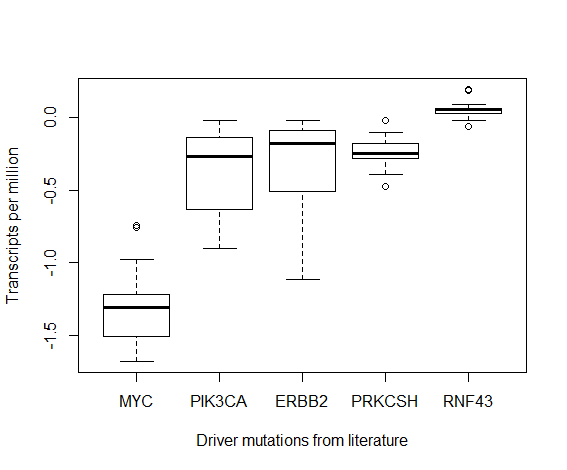 Transcripts per million
0.0
-0.5
-1.0
-1.5
MYC PIK3CA ERBB2 PRKCSH RNF43
Driver mutations from literature